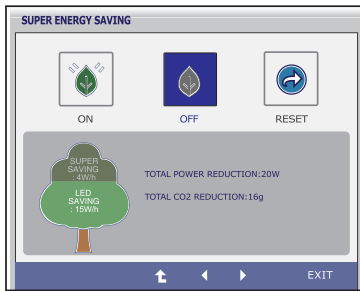 SUPER ENERGY SAVING
ON
OFF
RESET
SUPER
SAVING
: 4W/h
LED
SAVING
: 15W/h
TOTAL POWER REDUCTION:20W
TOTAL CO2 REDUCTION:16g
EXIT